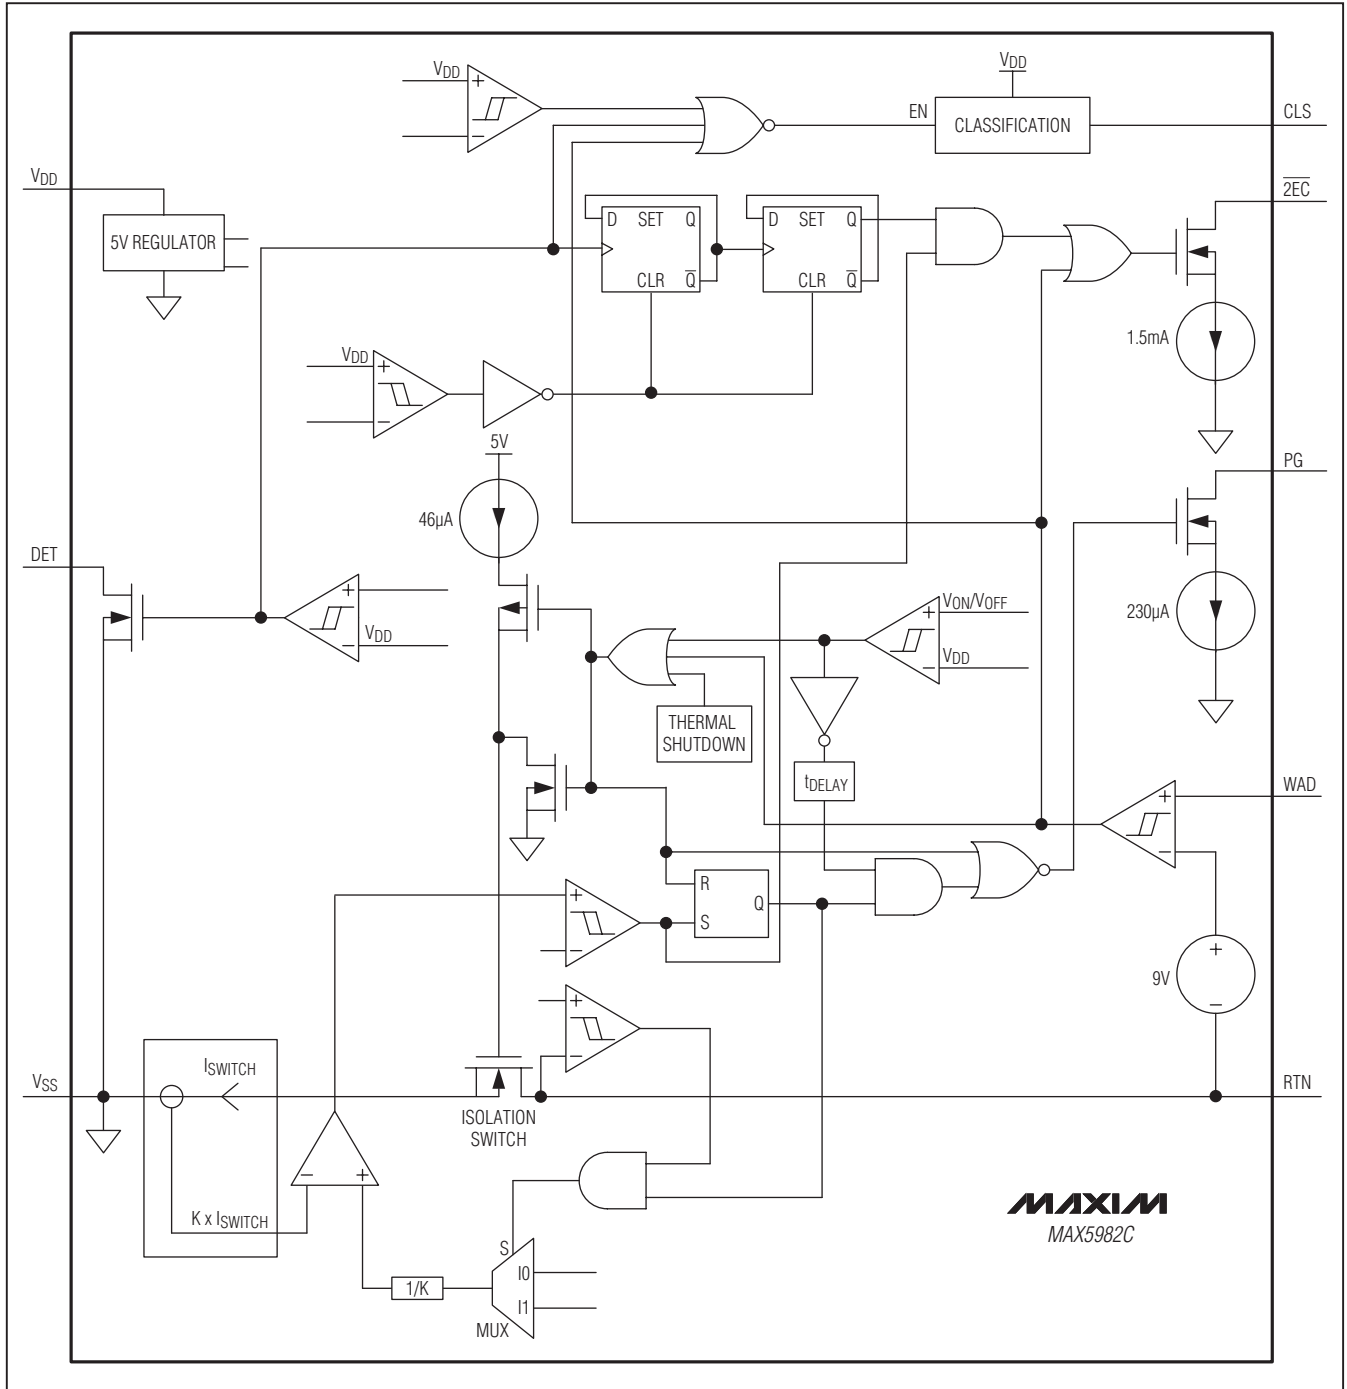 VDD
VDD
EN
CLASSIFICATION
CLS
VDD
5V REGULATOR
D SET Q
CLR Q̅
D SET Q
CLR Q̅
2̅E̅C̅
1.5mA
VDD
5V
46µA
PG
230µA
DET
VDD
VON/VOFF
VDD
THERMAL
SHUTDOWN
tDELAY
WAD
R
S
Q
9V
VSS
ISWITCH
ISOLATION
SWITCH
RTN
K x ISWITCH
S
I0
I1
MUX
1/K
MAXIM
MAX5982C